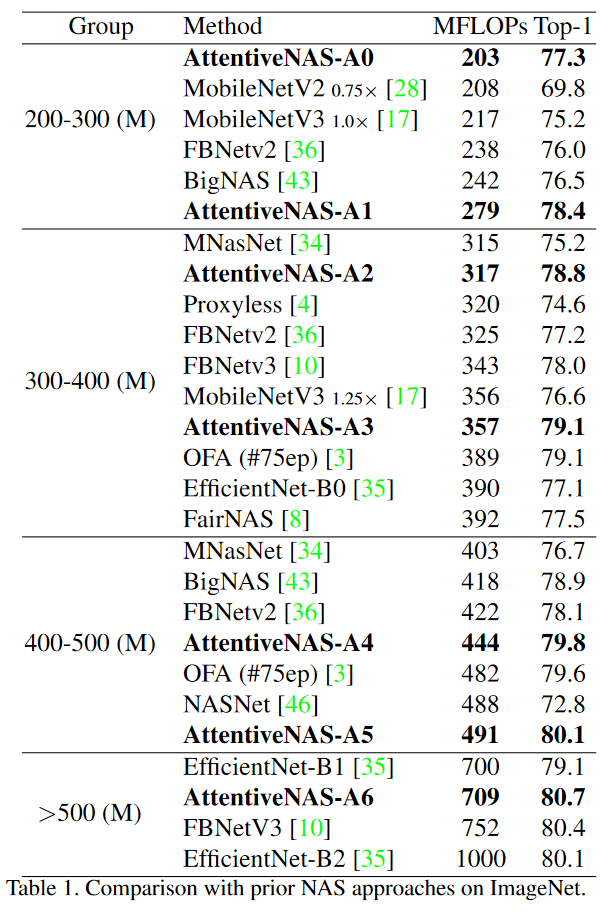 Group Method MFLOPs Top-1
200-300 (M)
AttentiveNAS-A0 203 77.3
MobileNetV2 0.75× [28] 208 69.8
MobileNetV3 1.0× [17] 217 75.2
FBNetv2 [36] 238 76.0
BigNAS [43] 242 76.5
AttentiveNAS-A1 279 78.4
300-400 (M)
MNasNet [34] 315 75.2
AttentiveNAS-A2 317 78.8
Proxyless [4] 320 74.6
FBNetv2 [36] 325 77.2
FBNetv3 [10] 343 78.0
MobileNetV3 1.25× [17] 356 76.6
AttentiveNAS-A3 357 79.1
OFA (#75ep) [3] 389 79.1
EfficientNet-B0 [35] 390 77.1
FairNAS [8] 392 77.5
400-500 (M)
MNasNet [34] 403 76.7
BigNAS [43] 418 78.9
FBNetv2 [36] 422 78.1
AttentiveNAS-A4 444 79.8
OFA (#75ep) [3] 482 79.6
NASNet [46] 488 72.8
AttentiveNAS-A5 491 80.1
>500 (M)
EfficientNet-B1 [35] 700 79.1
AttentiveNAS-A6 709 80.7
FBNetV3 [10] 752 80.4
EfficientNet-B2 [35] 1000 80.1
Table 1. Comparison with prior NAS approaches on ImageNet.